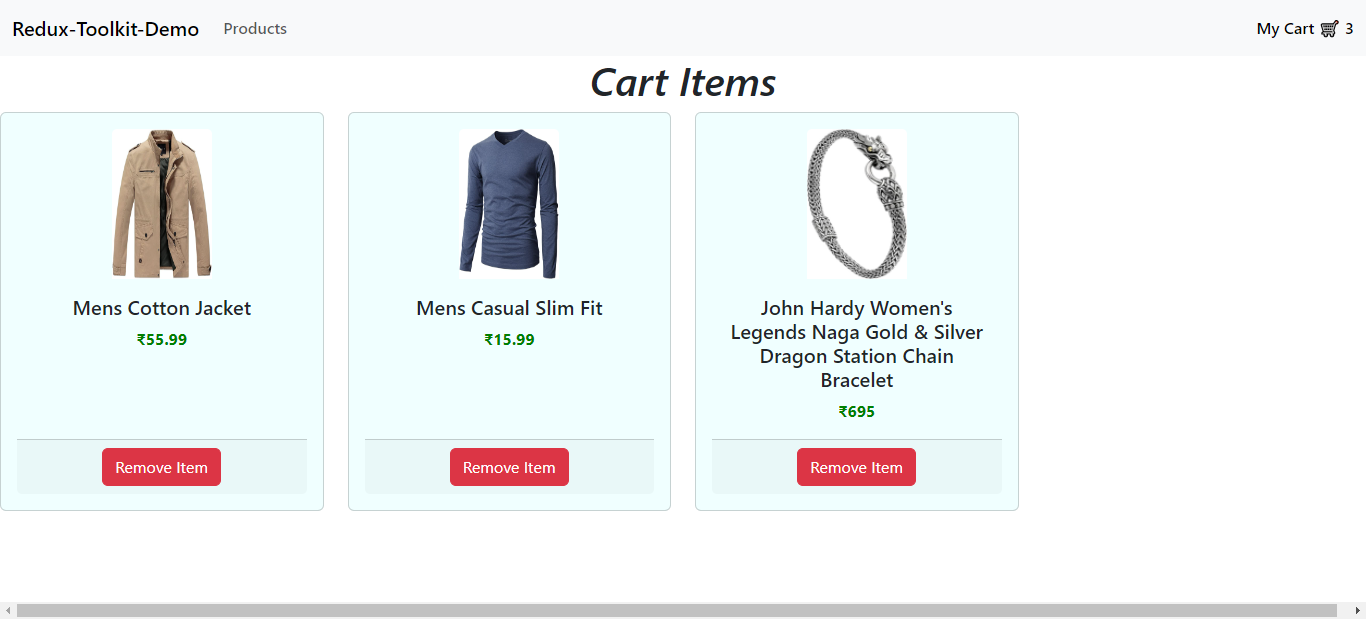 Redux-Toolkit-Demo Products My Cart 3
Cart Items
Mens Cotton Jacket
₹55.99
Remove Item
Mens Casual Slim Fit
₹15.99
Remove Item
John Hardy Women's
Legends Naga Gold & Silver
Dragon Station Chain
Bracelet
₹695
Remove Item